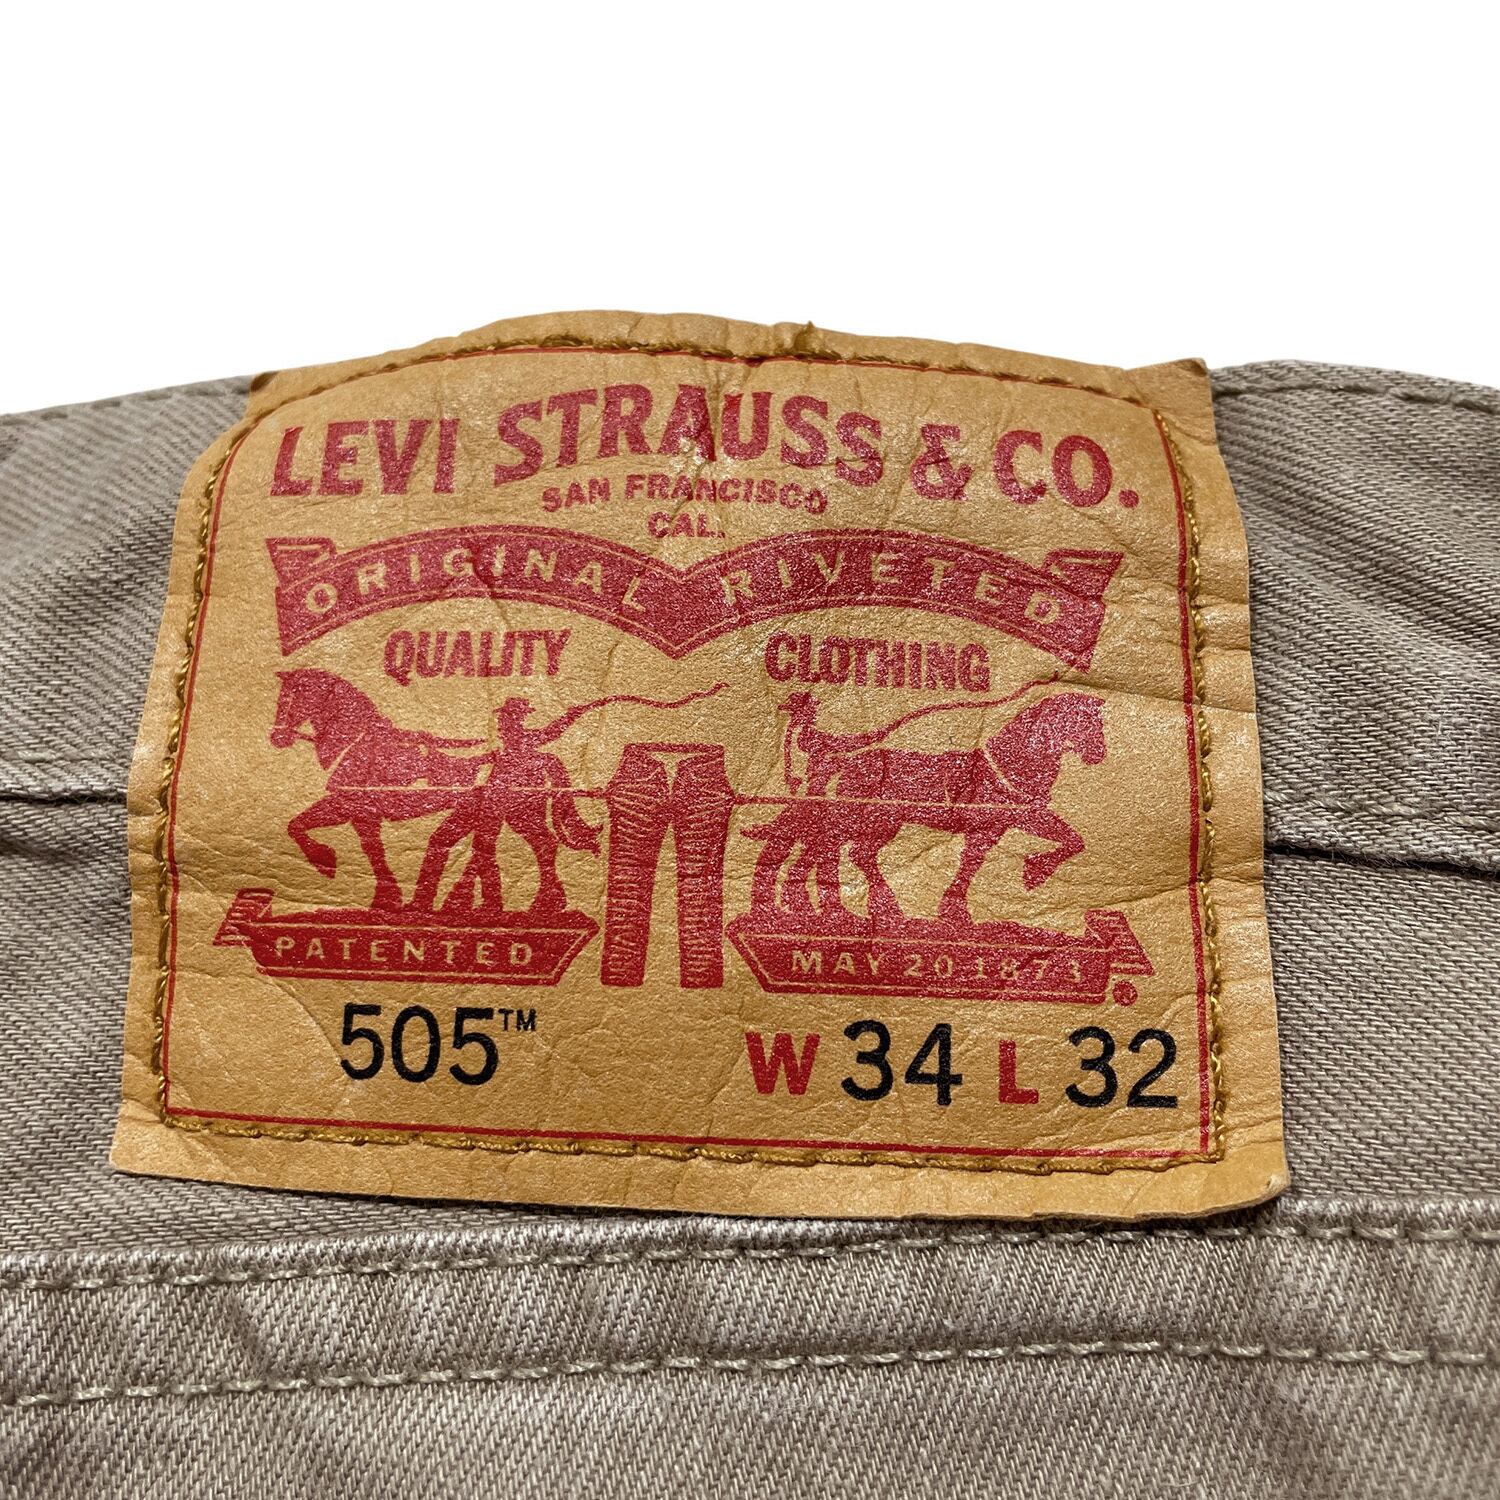 LEVI STRAUSS & CO.
SAN FRANCISCO
CAL.
ORIGINAL RIVETED
QUALITY CLOTHING
PATENTED MAY 20 1873 ®
505™ W 34 L 32